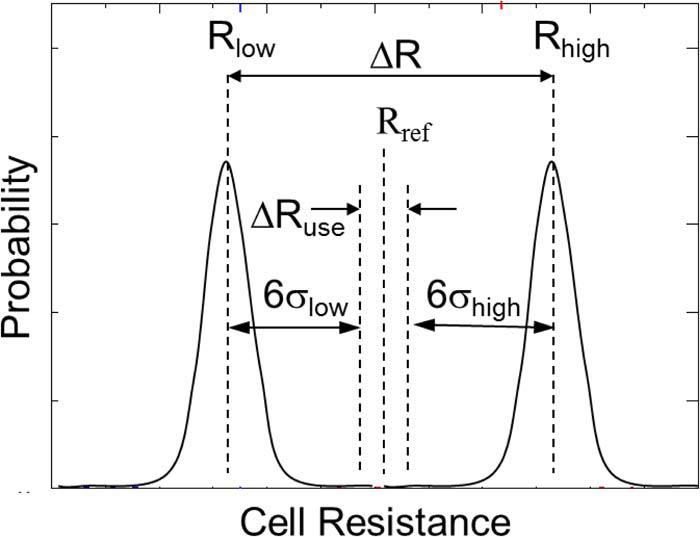 R_low
R_high
ΔR
R_ref
ΔR_use
6σ_low
6σ_high
Probability
Cell Resistance